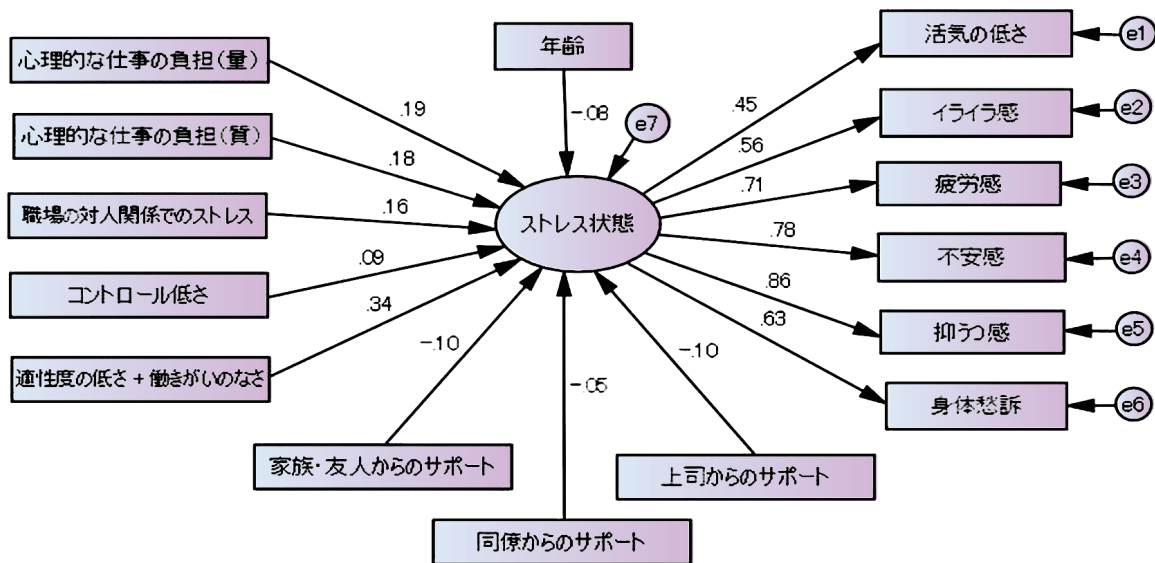 心理的な仕事の負担(量)
心理的な仕事の負担(質)
職場の対人関係でのストレス
コントロール低さ
適性度の低さ+働きがいのなさ
年齢
e7
ストレス状態
.19
.18
.16
.09
.34
-.08
-.10
-.05
-.10
家族・友人からのサポート
同僚からのサポート
上司からのサポート
.45
.56
.71
.78
.86
.63
活気の低さ
e1
イライラ感
e2
疲労感
e3
不安感
e4
抑うつ感
e5
身体愁訴
e6